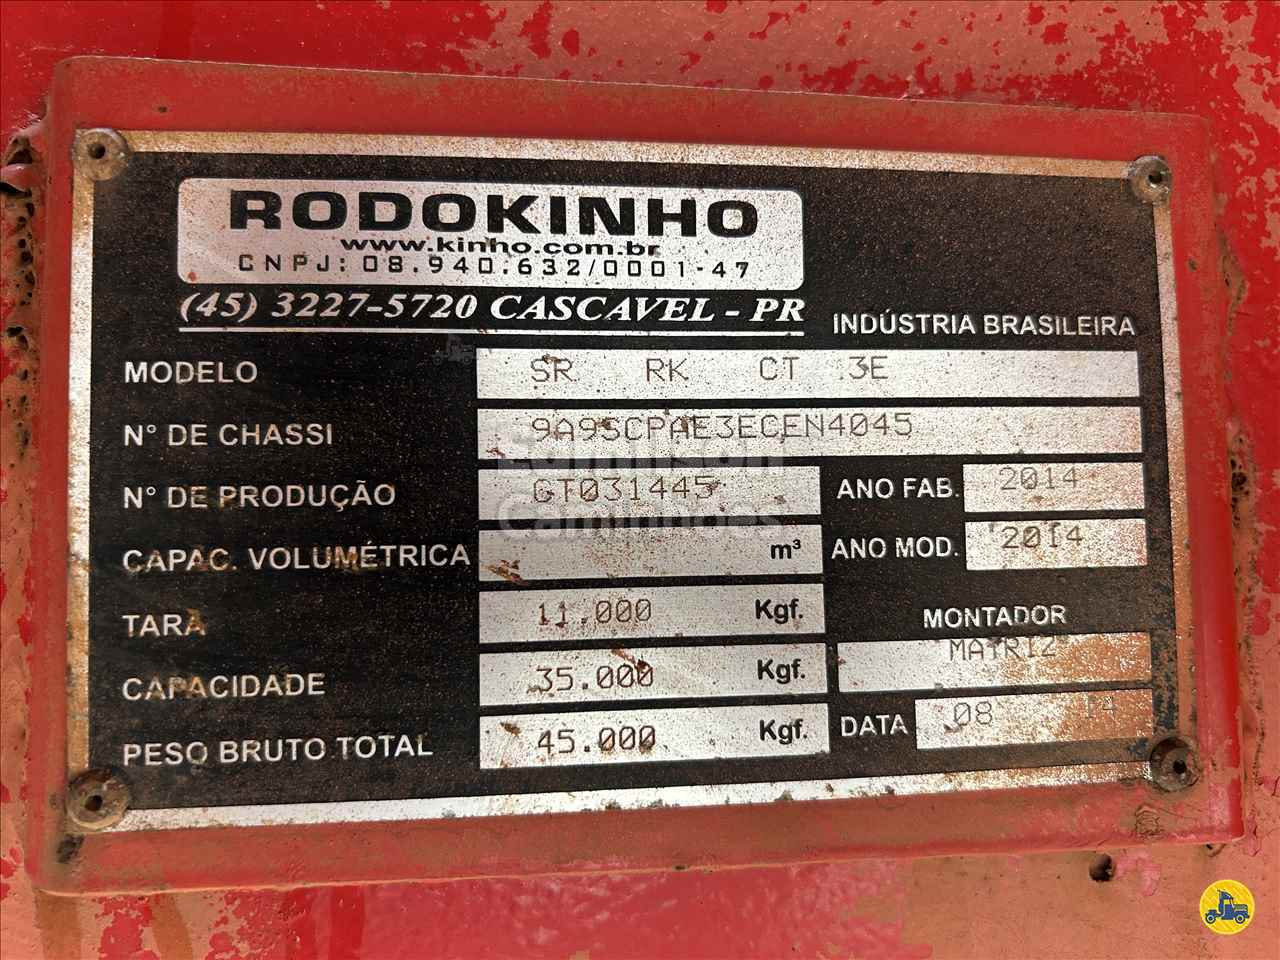 RODOKINHO
www.kinho.com.br
CNPJ: 08.940.632/0001-47
(45) 3227-5720 CASCAVEL - PR
INDÚSTRIA BRASILEIRA
MODELO SR RK CT 3E
N° DE CHASSI 9A9SCPAE3ECEN4045
N° DE PRODUÇÃO GT031445 ANO FAB. 2014
CAPAC. VOLUMÉTRICA m³ ANO MOD. 2014
TARA 11.000 Kgf. MONTADOR
CAPACIDADE 35.000 Kgf. MATRIZ
PESO BRUTO TOTAL 45.000 Kgf. DATA 08 14
Caminhões